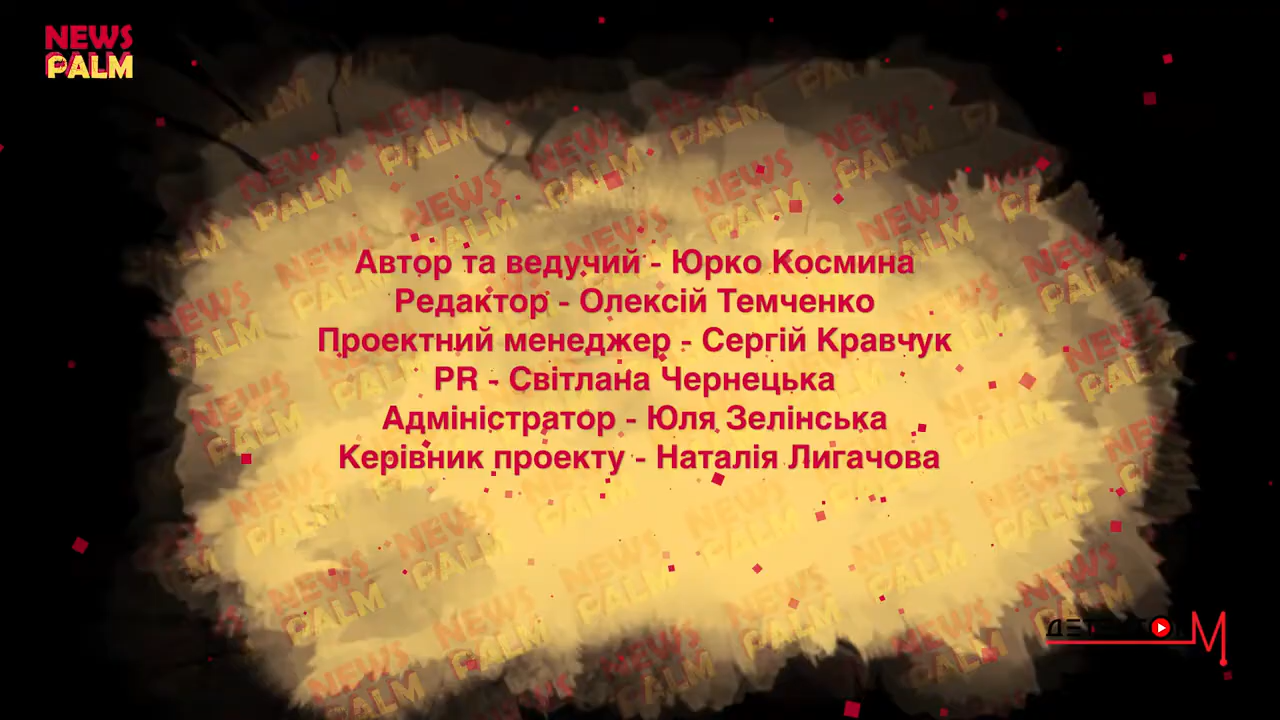 NEWS
PALM
Автор та ведучий - Юрко Космина
Редактор - Олексій Темченко
Проектний менеджер - Сергій Кравчук
PR - Світлана Чернецька
Адміністратор - Юля Зелінська
Керівник проекту - Наталія Лигачова